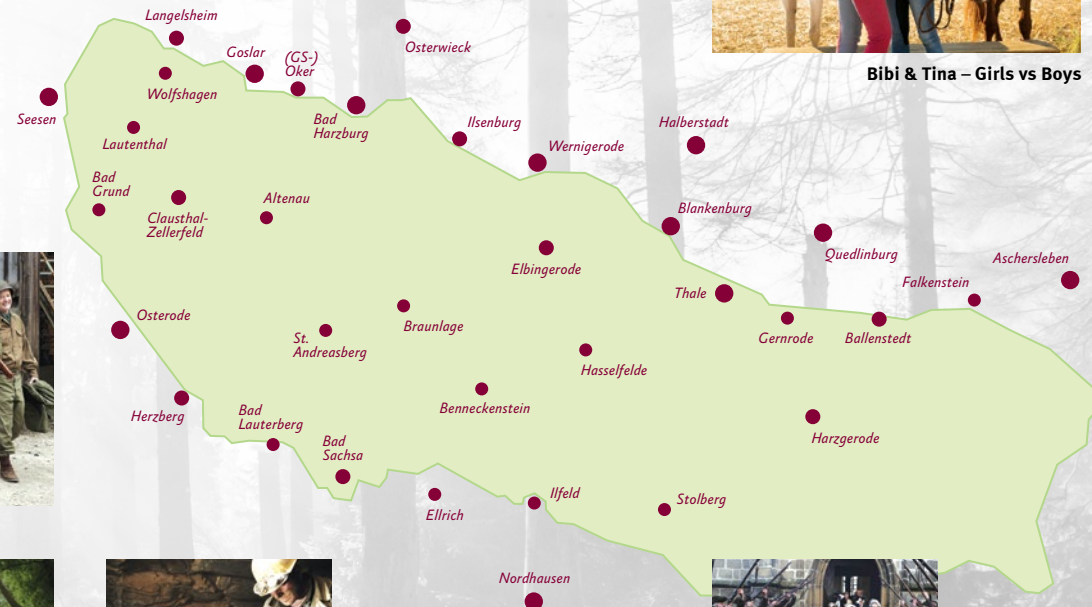 Langelsheim
Osterwieck
Goslar
(GS-)
Oker
Bibi & Tina – Girls vs Boys
Wolfshagen
Seesen
Bad
Harzburg
Ilsenburg
Halberstadt
Lautenthal
Wernigerode
Bad
Grund
Altenau
Clausthal-
Zellerfeld
Blankenburg
Quedlinburg
Elbingerode
Aschersleben
Falkenstein
Thale
Osterode
Braunlage
St.
Andreasberg
Gernrode
Ballenstedt
Hasselfelde
Benneckenstein
Herzberg
Bad
Lauterberg
Harzgerode
Bad
Sachsa
Ilfeld
Stolberg
Ellrich
Nordhausen